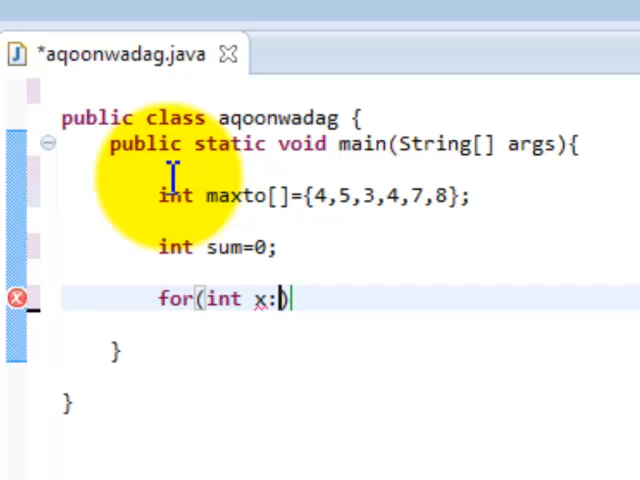 *aqoonwadag.java
public class aqoonwadag {
public static void main(String[] args){
int maxto[]={4,5,3,4,7,8};
int sum=0;
for(int x:)
}
}